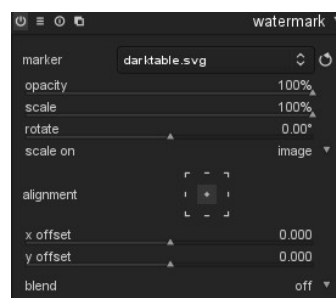 watermark
marker darktable.svg
opacity 100%
scale 100%
rotate 0.00°
scale on image
alignment
x offset 0.000
y offset 0.000
blend off